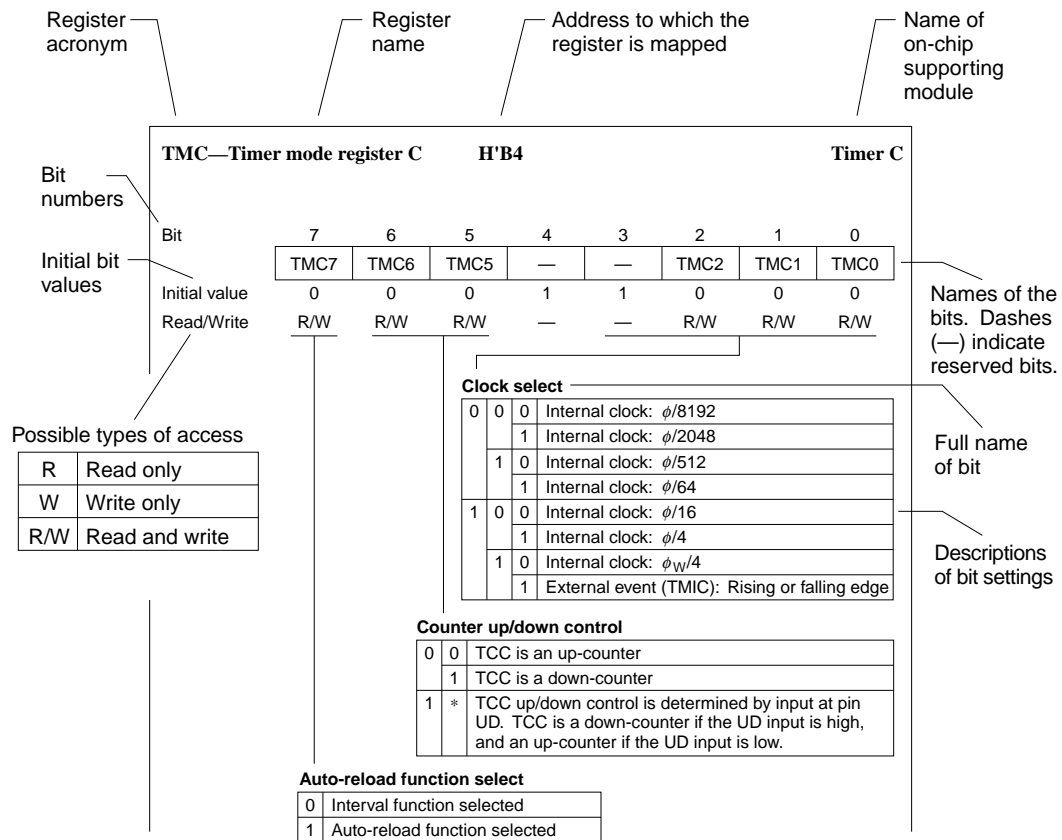 Register acronym
Register name
Address to which the register is mapped
Name of on-chip supporting module
TMC—Timer mode register C H'B4 Timer C
Bit numbers
Bit 7 6 5 4 3 2 1 0
Initial bit values
TMC7 TMC6 TMC5 — — TMC2 TMC1 TMC0
Initial value 0 0 0 1 1 0 0 0
Read/Write R/W R/W R/W — — R/W R/W R/W
Names of the bits. Dashes (—) indicate reserved bits.
Possible types of access
R Read only
W Write only
R/W Read and write
Clock select
0 0 0 Internal clock: ϕ/8192
1 Internal clock: ϕ/2048
1 0 Internal clock: ϕ/512
1 Internal clock: ϕ/64
1 0 0 Internal clock: ϕ/16
1 Internal clock: ϕ/4
1 0 Internal clock: ϕW/4
1 External event (TMIC): Rising or falling edge
Full name of bit
Descriptions of bit settings
Counter up/down control
0 0 TCC is an up-counter
1 TCC is a down-counter
1 * TCC up/down control is determined by input at pin
UD. TCC is a down-counter if the UD input is high,
and an up-counter if the UD input is low.
Auto-reload function select
0 Interval function selected
1 Auto-reload function selected